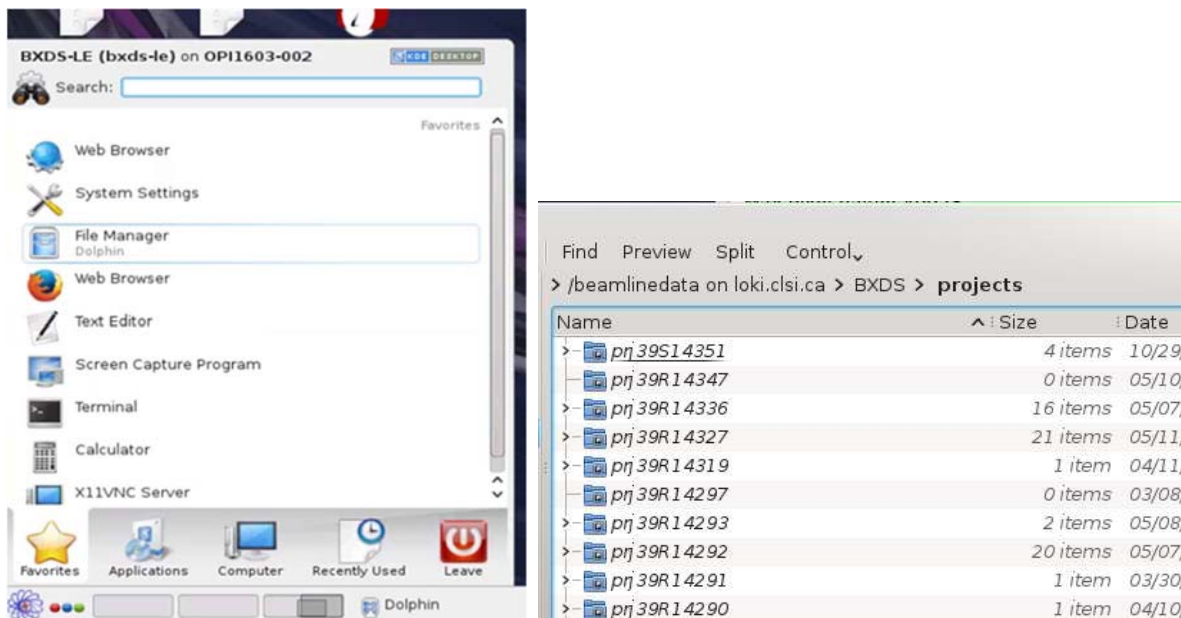 BXDS-LE (bxds-le) on OPI1603-002 KDE DESKTOP
Search:
Favorites
Web Browser
System Settings
File Manager
Dolphin
Web Browser
Text Editor
Screen Capture Program
Terminal
Calculator
X11VNC Server
Favorites Applications Computer Recently Used Leave
Dolphin
Find Preview Split Control
> /beamlinedata on loki.clsi.ca > BXDS > projects
Name Size Date
prj39S14351 4 items 10/29/
prj39R14347 0 items 05/10/
prj39R14336 16 items 05/07/
prj39R14327 21 items 05/11/
prj39R14319 1 item 04/11/
prj39R14297 0 items 03/08/
prj39R14293 2 items 05/08/
prj39R14292 20 items 05/07/
prj39R14291 1 item 03/30/
prj39R14290 1 item 04/10/